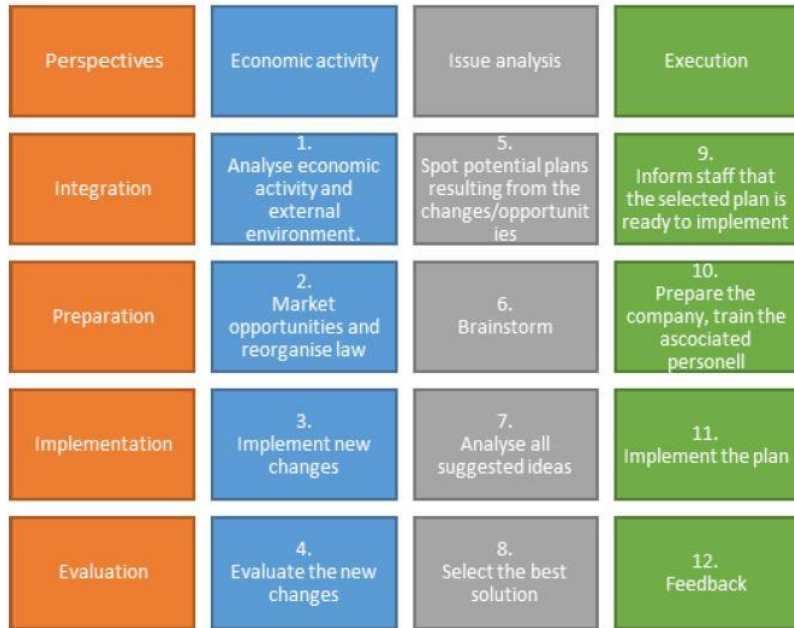 Perspectives
Economic activity
Issue analysis
Execution
Integration
1.
Analyse economic
activity and
external
environment.
5.
Spot potential plans
resulting from the
changes/opportunit
ies
9.
Inform staff that
the selected plan is
ready to implement
Preparation
2.
Market
opportunities and
reorganise law
6.
Brainstorm
10.
Prepare the
company, train the
ascociated
personell
Implementation
3.
Implement new
changes
7.
Analyse all
suggested ideas
11.
Implement the plan
Evaluation
4.
Evaluate the new
changes
8.
Select the best
solution
12.
Feedback